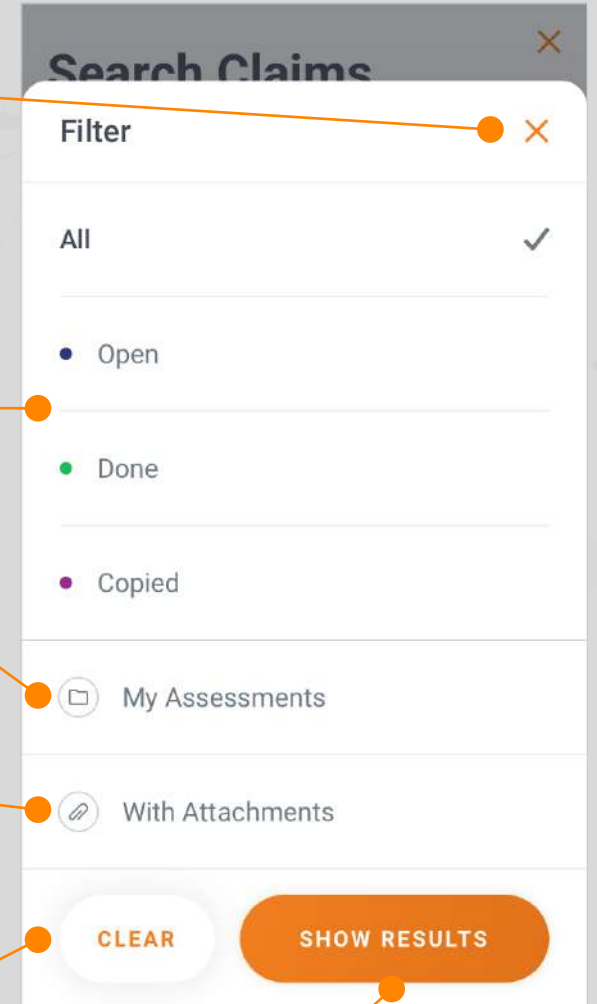 Search Claims
Filter
All
Open
Done
Copied
My Assessments
With Attachments
CLEAR
SHOW RESULTS